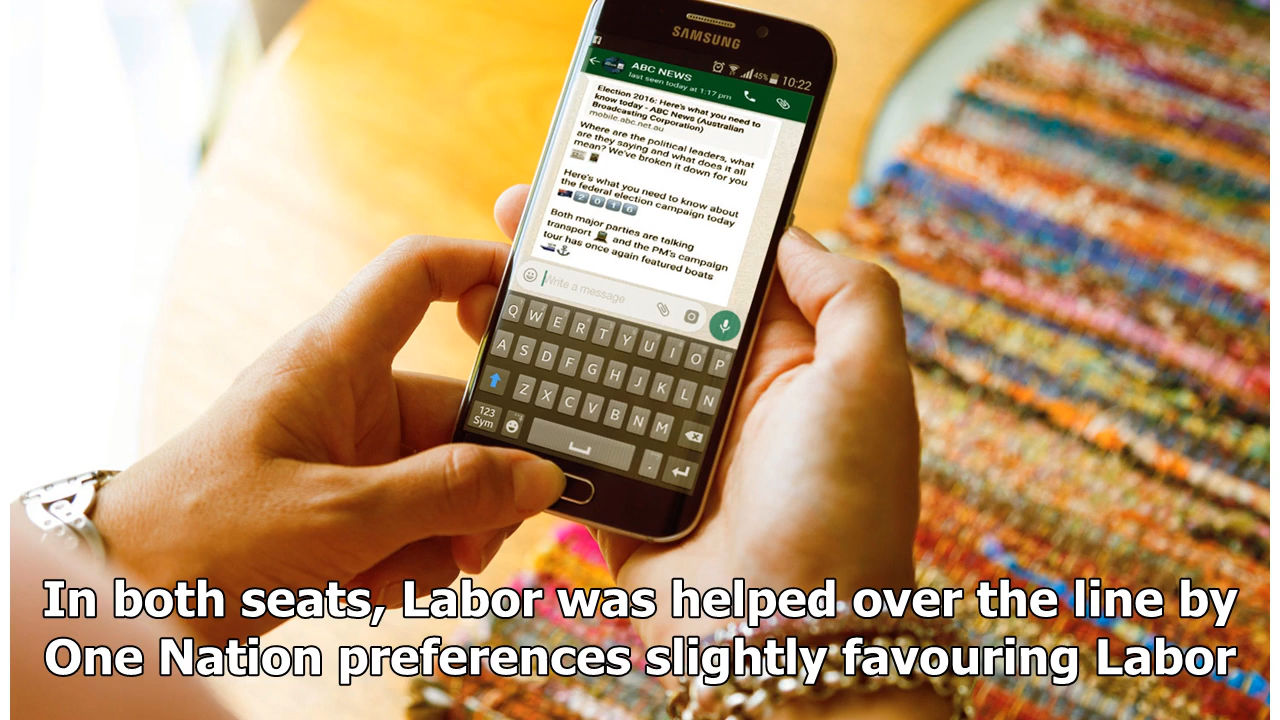 SAMSUNG
45% 10:22
ABC NEWS
last seen today at 1:17 pm
Election 2016: Here's what you need to
know today - ABC News (Australian
Broadcasting Corporation)
mobile.abc.net.au
Where are the political leaders, what
are they saying and what does it all
mean? We've broken it down for you
Here's what you need to know about
the federal election campaign today
2016
Both major parties are talking
transport and the PM's campaign
tour has once again featured boats
Write a message
Q W E R T Y U I O P
A S D F G H J K L N
Z X C V B N M
123
Sym
.
In both seats, Labor was helped over the line by
One Nation preferences slightly favouring Labor